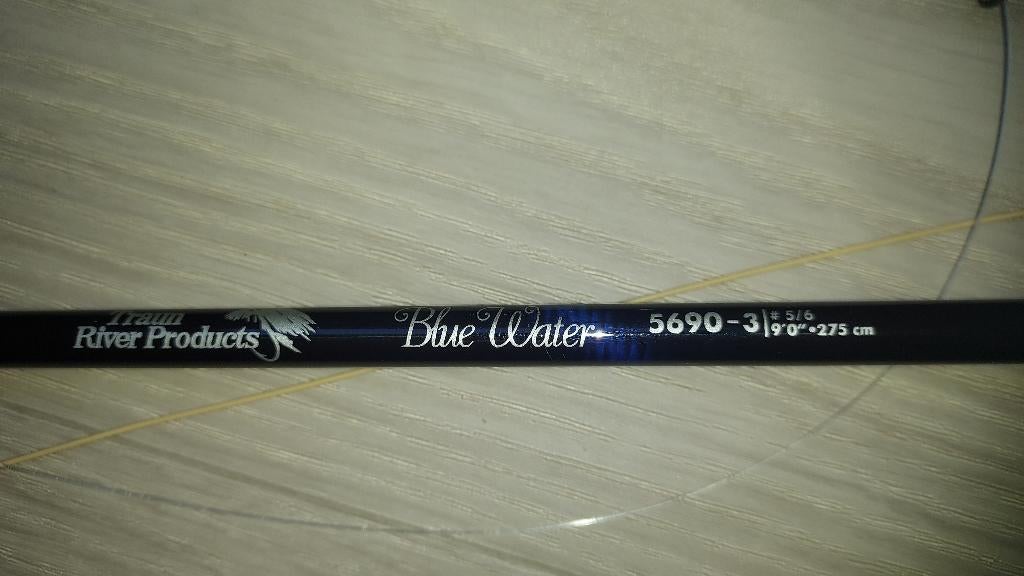 Traun
River Products
Blue Water
5690-3
# 5/6
9'0"•275 cm